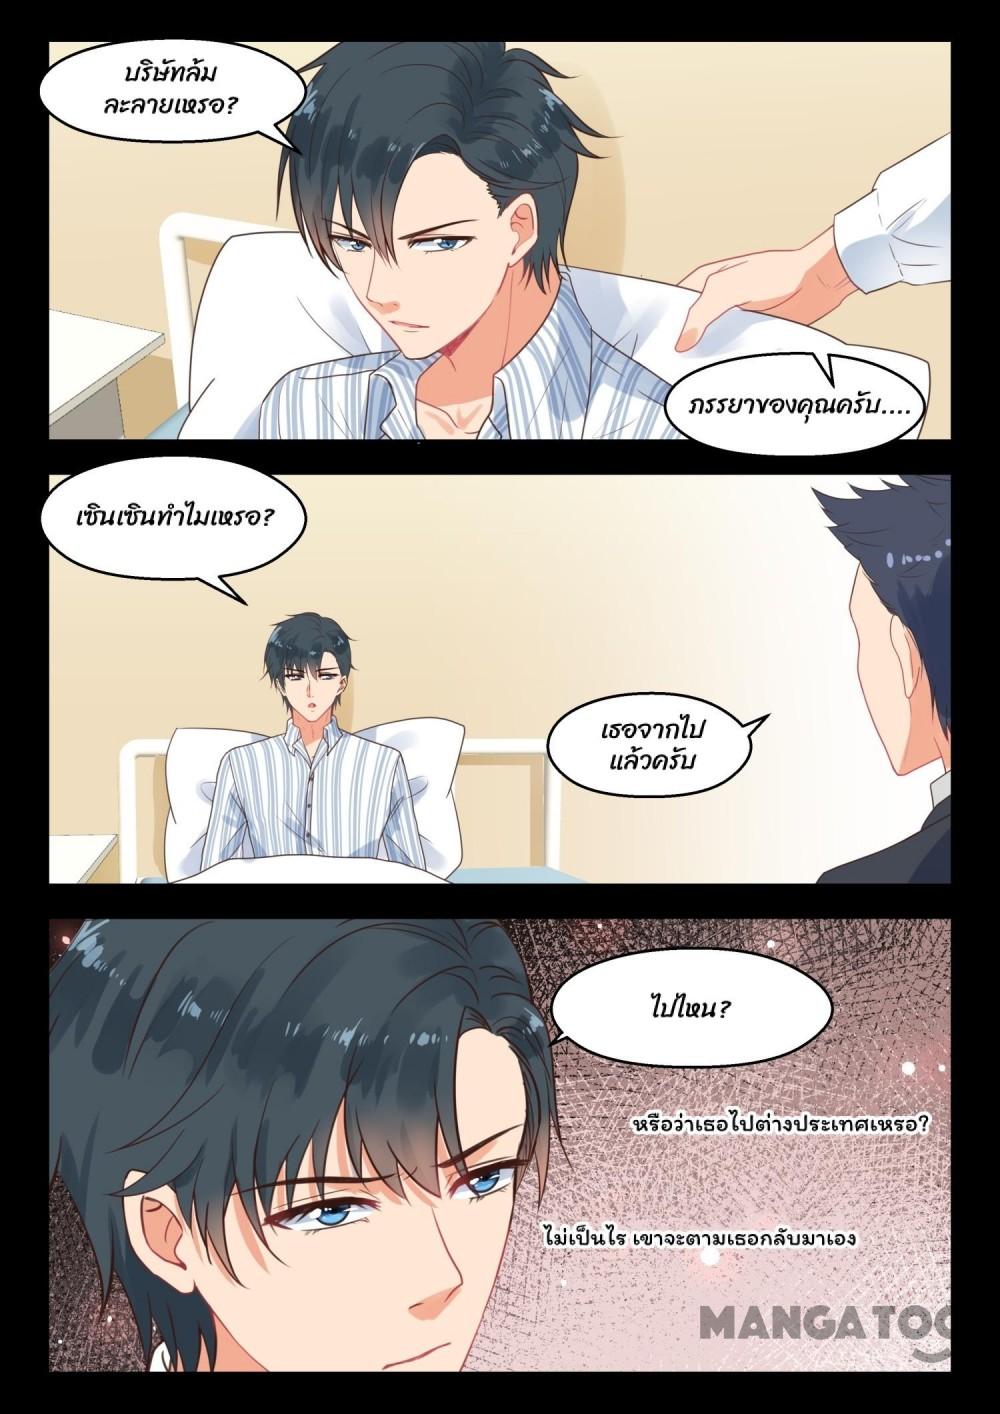 บริษัทล้ม
ละลายเหรอ?
ภรรยาของคุณครับ....
เซินเซินทำไมเหรอ?
เธอจากไป
แล้วครับ
ไปไหน?
หรือว่าเธอไปต่างประเทศเหรอ?
ไม่เป็นไร เขาจะตามเธอกลับมาเอง
MANGATOO